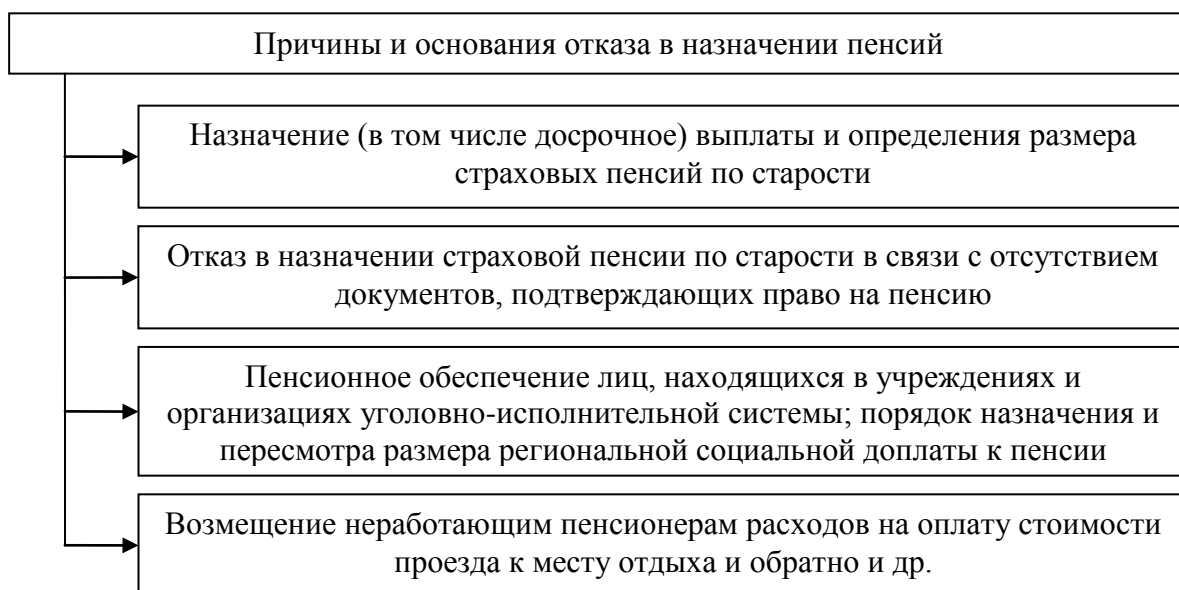 Причины и основания отказа в назначении пенсий
Назначение (в том числе досрочное) выплаты и определения размера
страховых пенсий по старости
Отказ в назначении страховой пенсии по старости в связи с отсутствием
документов, подтверждающих право на пенсию
Пенсионное обеспечение лиц, находящихся в учреждениях и
организациях уголовно-исполнительной системы; порядок назначения и
пересмотра размера региональной социальной доплаты к пенсии
Возмещение неработающим пенсионерам расходов на оплату стоимости
проезда к месту отдыха и обратно и др.